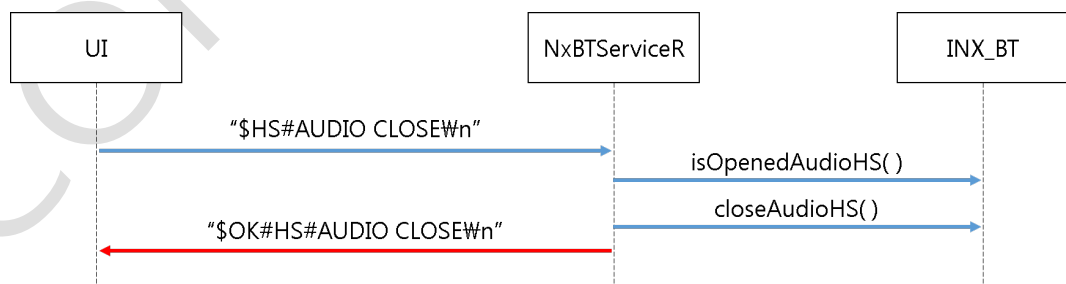 UI
NxBTServiceR
INX_BT
“$HS#AUDIO CLOSE₩n”
isOpenedAudioHS( )
closeAudioHS( )
“$OK#HS#AUDIO CLOSE₩n”